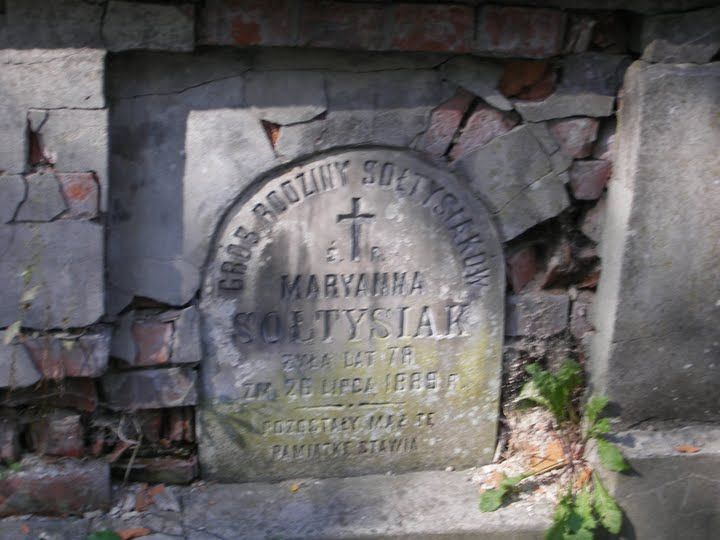 GRÓB RODZINY SOŁTYSIAKÓW
Ś. P.
MARYANNA
SOŁTYSIAK
ŻYŁA LAT 78
ZM. 26 LIPCA 1889 R.
POZOSTAŁY MĄŻ TĘ
PAMIĄTKĘ STAWIA